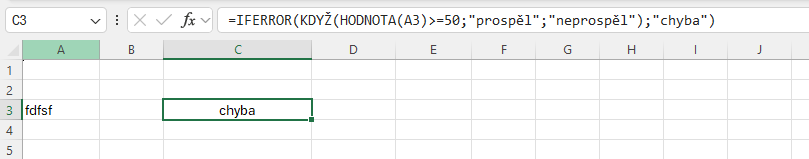 C3 fx =IFERROR(KDYŽ(HODNOTA(A3)>=50;"prospěl";"neprospěl");"chyba")
A B C D E F G H I J
1
2
3 fdfsf chyba
4
5